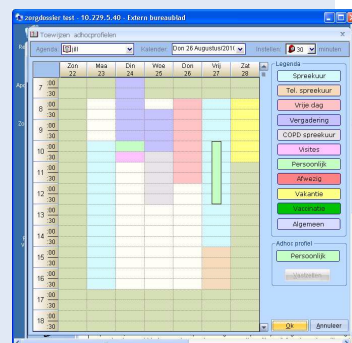 zorgdossier test - 10.229.5.40 - Extern bureaublad
Toewijzen adhocprofielen
Agenda Jill Kalender Don 26 Augustus/2010 Instellen 30 minuten
Zon Maa Din Woe Don Vrij Zat
22 23 24 25 26 27 28
7 :00
:30
8 :00
:30
9 :00
:30
10 :00
:30
11 :00
:30
12 :00
:30
13 :00
:30
14 :00
:30
15 :00
:30
16 :00
:30
17 :00
:30
18 :00
:30
Legenda
Spreekuur
Tel. spreekuur
Vrije dag
Vergadering
COPD spreekuur
Visites
Persoonlijk
Afwezig
Vakantie
Vaccinatie
Algemeen
Adhoc profiel
Persoonlijk
Vaststellen
Ok Annuleer